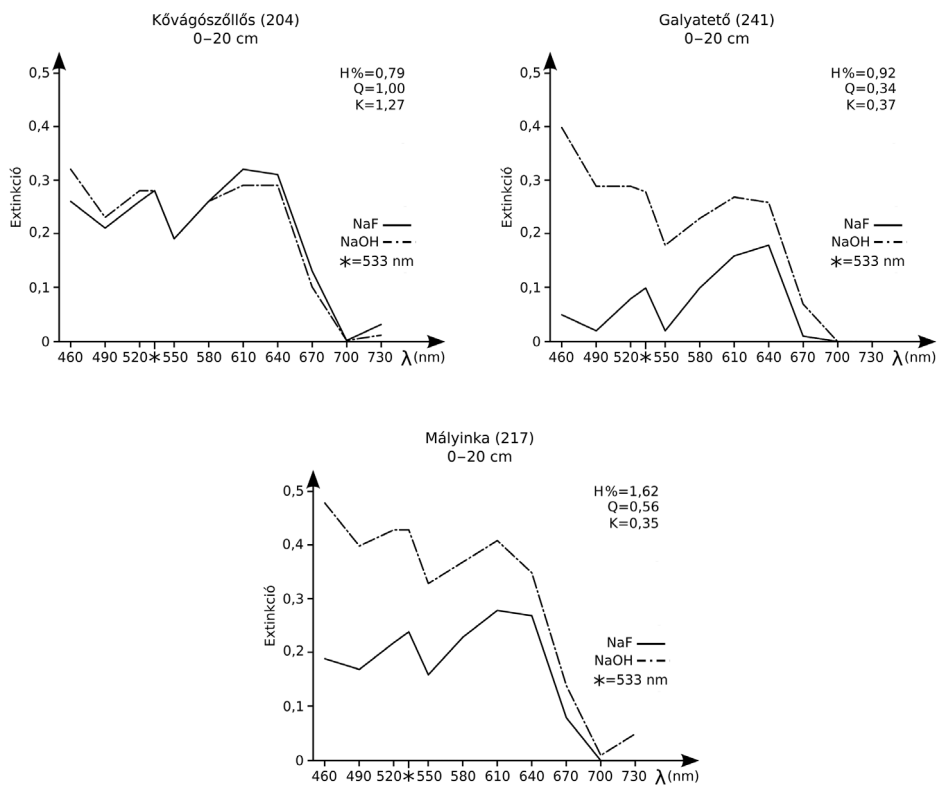 Kővágószőllős (204)
0–20 cm
H%=0,79
Q=1,00
K=1,27
0,5
0,4
0,3
0,2
0,1
0
Extinkció
NaF
NaOH
*=533 nm
460 490 520 * 550 580 610 640 670 700 730 λ(nm)
Galyatető (241)
0–20 cm
H%=0,92
Q=0,34
K=0,37
0,5
0,4
0,3
0,2
0,1
0
Extinkció
NaF
NaOH
*=533 nm
460 490 520 * 550 580 610 640 670 700 730 λ(nm)
Mályinka (217)
0–20 cm
H%=1,62
Q=0,56
K=0,35
0,5
0,4
0,3
0,2
0,1
0
Extinkció
NaF
NaOH
*=533 nm
460 490 520 * 550 580 610 640 670 700 730 λ(nm)